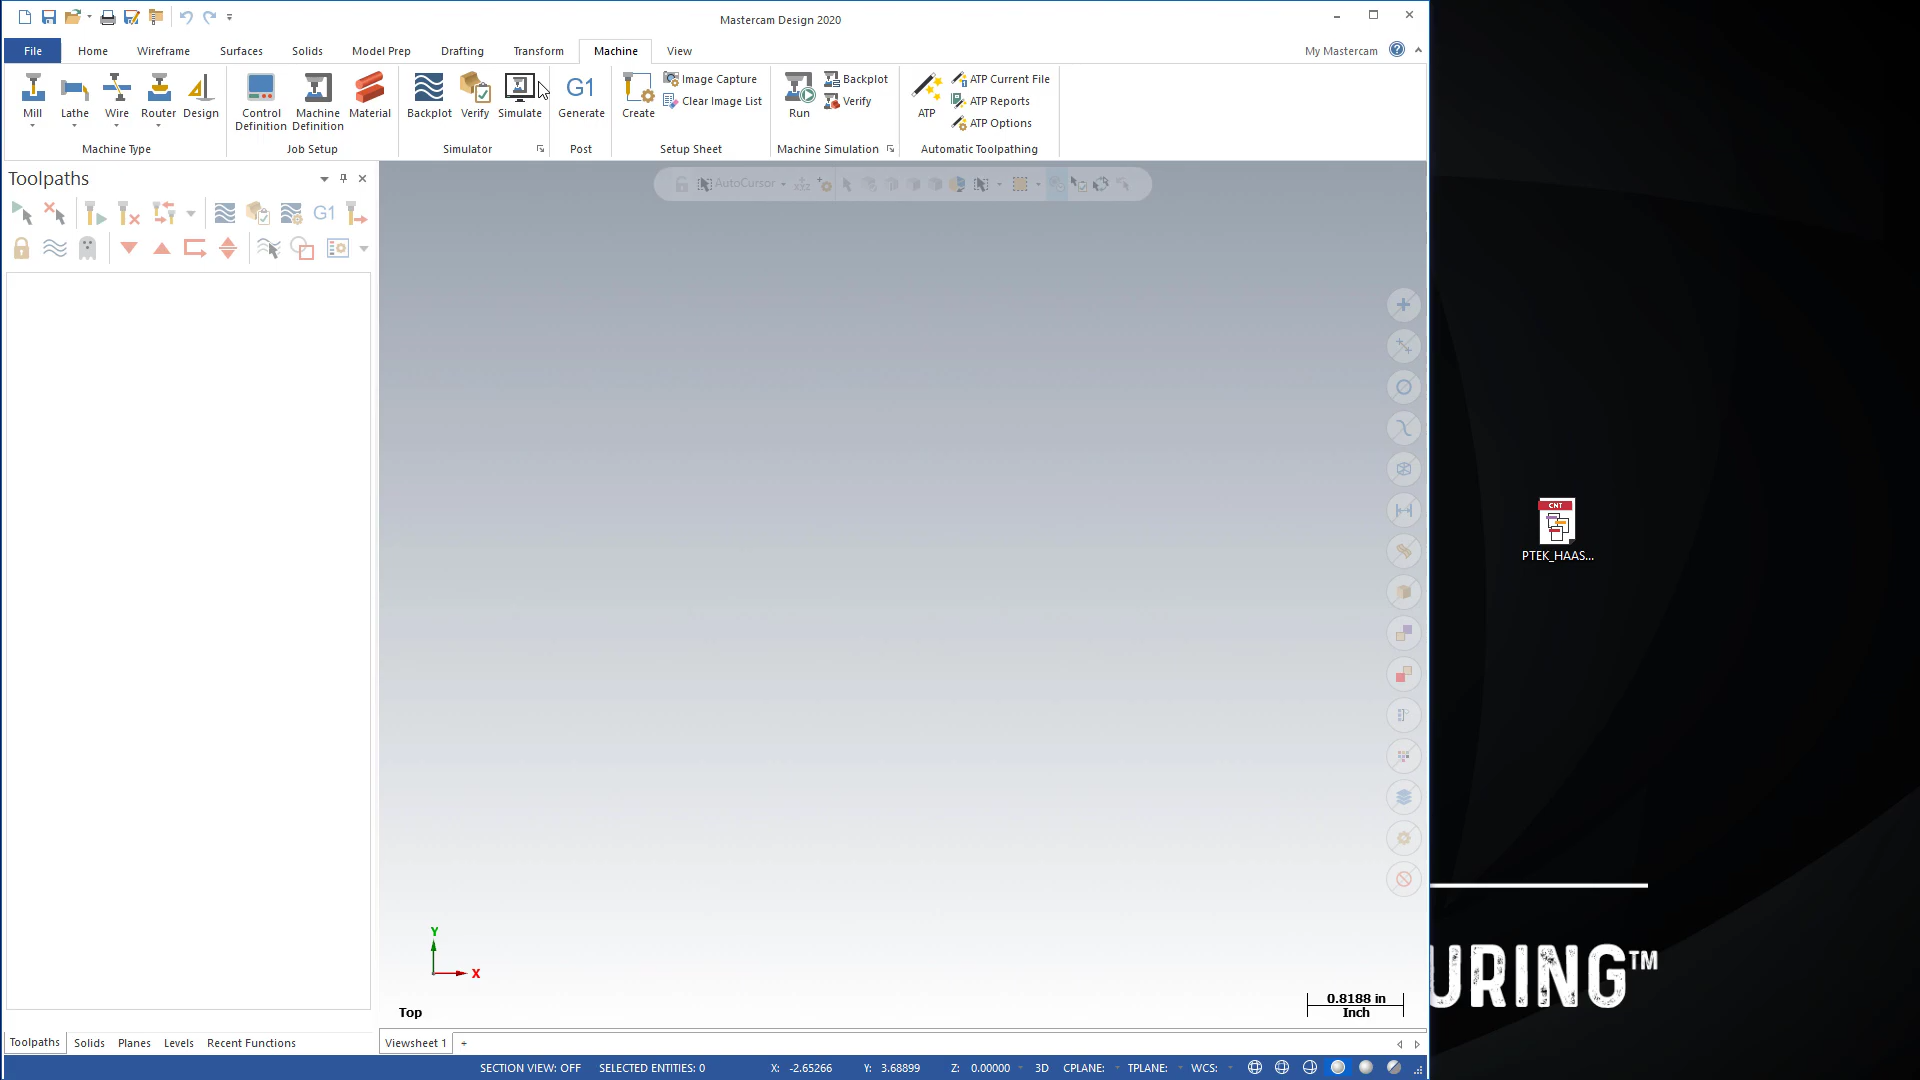 Mastercam Design 2020
File Home Wireframe Surfaces Solids Model Prep Drafting Transform Machine View My Mastercam
Mill Lathe Wire Router Design
Machine Type
Control Definition Machine Definition Material
Job Setup
Backplot Verify Simulate
Simulator
G1
Generate
Post
Create
Image Capture
Clear Image List
Setup Sheet
Run
Backplot
Verify
Machine Simulation
ATP
ATP Current File
ATP Reports
ATP Options
Automatic Toolpathing
Toolpaths
G1
AutoCursor
xyz
CNT
PTEK_HAAS...
URING™
Y
X
Top
0.8188 in
Inch
Toolpaths Solids Planes Levels Recent Functions
Viewsheet 1 +
SECTION VIEW: OFF SELECTED ENTITIES: 0 X: -2.65266 Y: 3.68899 Z: 0.00000 3D CPLANE: TPLANE: WCS: